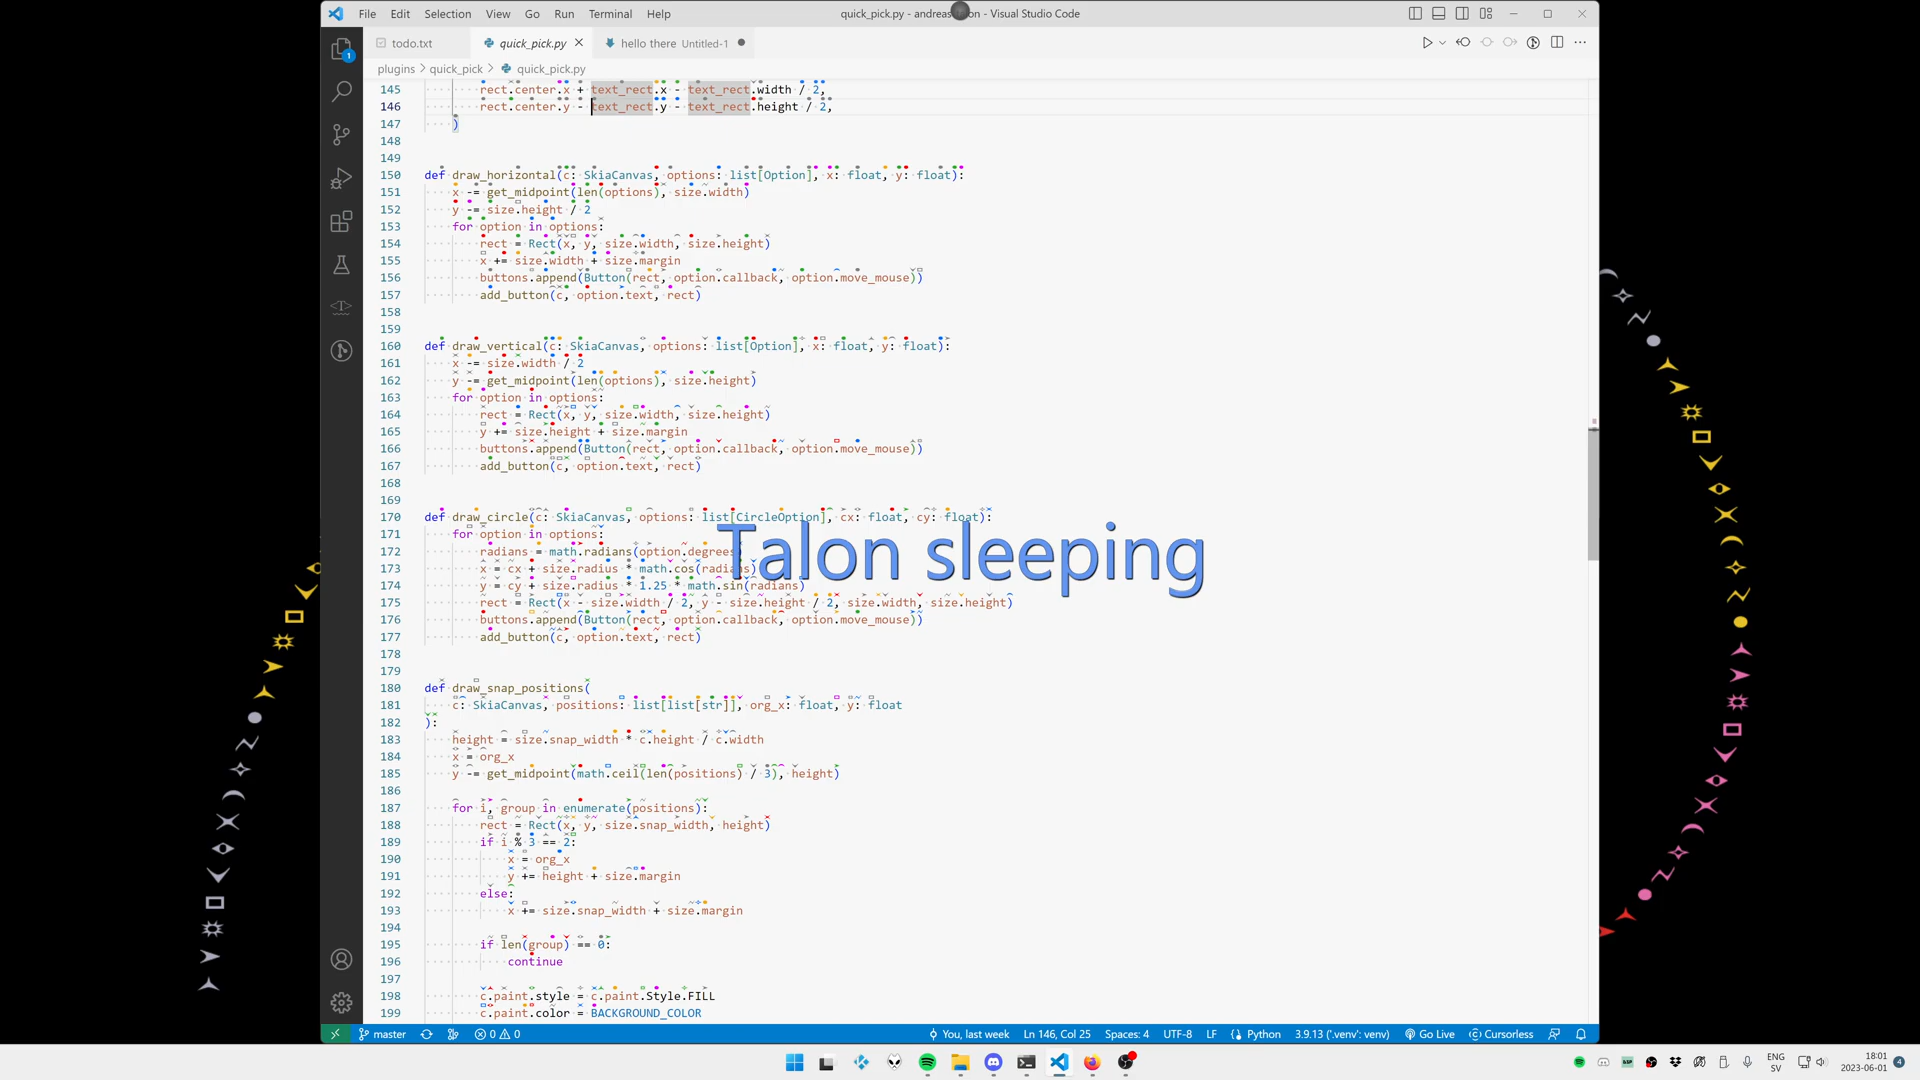 File Edit Selection View Go Run Terminal Help
quick_pick.py - andreas on - Visual Studio Code
todo.txt quick_pick.py hello there Untitled-1
plugins > quick_pick > quick_pick.py
145 rect.center.x + text_rect.x - text_rect.width / 2,
146 rect.center.y - text_rect.y - text_rect.height / 2,
147 )
148
149
150 def draw_horizontal(c: SkiaCanvas, options: list[Option], x: float, y: float):
151 x -= get_midpoint(len(options), size.width)
152 y -= size.height / 2
153 for option in options:
154 rect = Rect(x, y, size.width, size.height)
155 x += size.width + size.margin
156 buttons.append(Button(rect, option.callback, option.move_mouse))
157 add_button(c, option.text, rect)
158
159
160 def draw_vertical(c: SkiaCanvas, options: list[Option], x: float, y: float):
161 x -= size.width / 2
162 y -= get_midpoint(len(options), size.height)
163 for option in options:
164 rect = Rect(x, y, size.width, size.height)
165 y += size.height + size.margin
166 buttons.append(Button(rect, option.callback, option.move_mouse))
167 add_button(c, option.text, rect)
168
169
170 def draw_circle(c: SkiaCanvas, options: list[CircleOption], cx: float, cy: float):
171 for option in options:
172 radians = math.radians(option.degrees)
173 x = cx + size.radius * math.cos(radians)
174 y = cy + size.radius * 1.25 * math.sin(radians)
175 rect = Rect(x - size.width / 2, y - size.height / 2, size.width, size.height)
176 buttons.append(Button(rect, option.callback, option.move_mouse))
177 add_button(c, option.text, rect)
Talon sleeping
178
179
180 def draw_snap_positions(
181 c: SkiaCanvas, positions: list[list[str]], org_x: float, y: float
182 ):
183 height = size.snap_width * c.height / c.width
184 x = org_x
185 y -= get_midpoint(math.ceil(len(positions) / 3), height)
186
187 for i, group in enumerate(positions):
188 rect = Rect(x, y, size.snap_width, height)
189 if i % 3 == 2:
190 x = org_x
191 y += height + size.margin
192 else:
193 x += size.snap_width + size.margin
194
195 if len(group) == 0:
196 continue
197
198 c.paint.style = c.paint.Style.FILL
199 c.paint.color = BACKGROUND_COLOR
1
master 0 0 You, last week Ln 146, Col 25 Spaces: 4 UTF-8 LF Python 3.9.13 ('.venv': venv) Go Live Cursorless
ENG
SV
18:01
2023-06-01
4